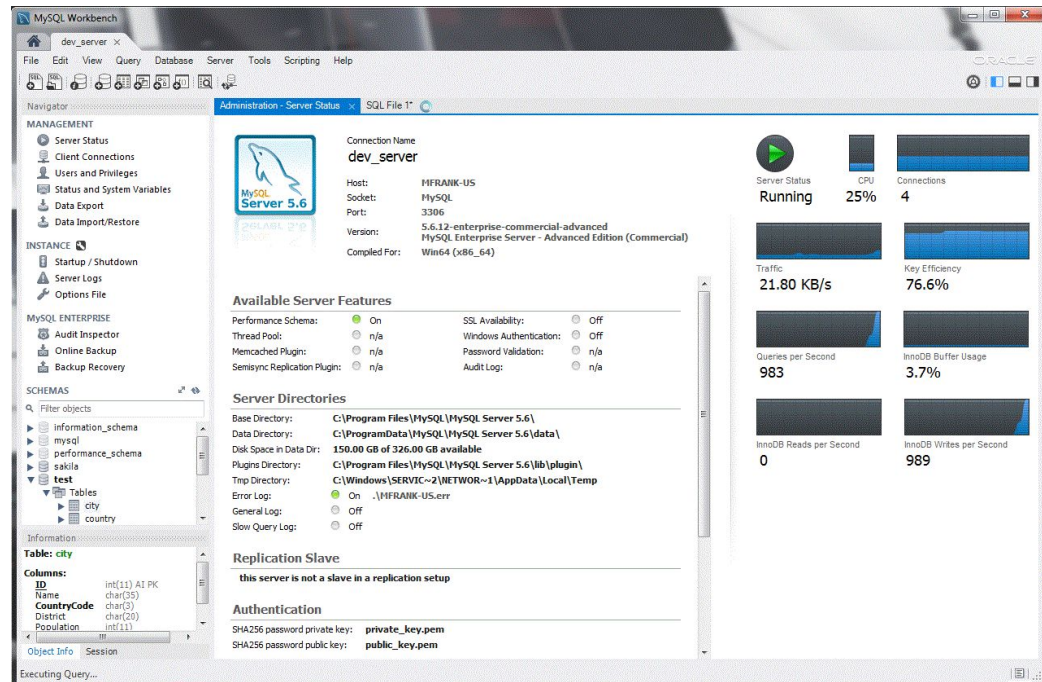 MySQL Workbench
dev_server
File Edit View Query Database Server Tools Scripting Help
ORACLE
Navigator
MANAGEMENT
Server Status
Client Connections
Users and Privileges
Status and System Variables
Data Export
Data Import/Restore
INSTANCE
Startup / Shutdown
Server Logs
Options File
MySQL ENTERPRISE
Audit Inspector
Online Backup
Backup Recovery
SCHEMAS
Filter objects
information_schema
mysql
performance_schema
sakila
test
Tables
city
country
Information
Table: city
Columns:
ID int(11) AI PK
Name char(35)
CountryCode char(3)
District char(20)
Population int(11)
Object Info Session
Executing Query...
Administration - Server Status SQL File 1*
MySQL
Server 5.6
Connection Name
dev_server
Host: MFRANK-US
Socket: MySQL
Port: 3306
Version: 5.6.12-enterprise-commercial-advanced
MySQL Enterprise Server - Advanced Edition (Commercial)
Compiled For: Win64 (x86_64)
Available Server Features
Performance Schema: On SSL Availability: Off
Thread Pool: n/a Windows Authentication: Off
Memcached Plugin: n/a Password Validation: n/a
Semisync Replication Plugin: n/a Audit Log: n/a
Server Directories
Base Directory: C:\Program Files\MySQL\MySQL Server 5.6\
Data Directory: C:\ProgramData\MySQL\MySQL Server 5.6\data\
Disk Space in Data Dir: 150.00 GB of 326.00 GB available
Plugins Directory: C:\Program Files\MySQL\MySQL Server 5.6\lib\plugin\
Tmp Directory: C:\Windows\SERVIC~2\NETWOR~1\AppData\Local\Temp
Error Log: On .\MFRANK-US.err
General Log: Off
Slow Query Log: Off
Replication Slave
this server is not a slave in a replication setup
Authentication
SHA256 password private key: private_key.pem
SHA256 password public key: public_key.pem
Server Status CPU Connections
Running 25% 4
Traffic Key Efficiency
21.80 KB/s 76.6%
Queries per Second InnoDB Buffer Usage
983 3.7%
InnoDB Reads per Second InnoDB Writes per Second
0 989